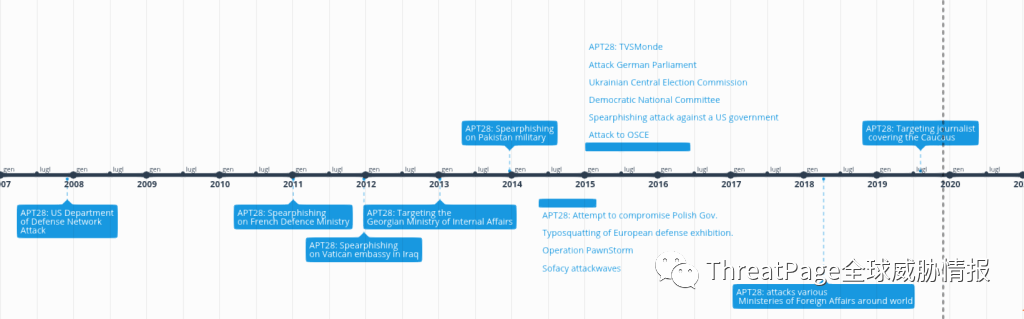 APT28: TVSMonde
Attack German Parliament
Ukrainian Central Election Commission
Democratic National Committee
Spearphishing attack against a US government
Attack to OSCE
APT28: Spearphishing
on Pakistan military
APT28: Targeting journalist
covering the Caucius
gen lugl gen lugl gen lugl gen lugl gen lugl gen lugl gen lugl gen lugl gen lugl gen lugl gen lugl gen lugl gen lugl gen lugl
07 2008 2009 2010 2011 2012 2013 2014 2015 2016 2017 2018 2019 2020 2
APT28: US Department
of Defense Network
Attack
APT28: Spearphishing
on French Defence Ministry
APT28: Targeting the
Georgian Ministry of Internal Affairs
APT28: Spearphishing
on Vatican embassy in Iraq
APT28: Attempt to compromise Polish Gov.
Typosquatting of European defense exhibition.
Operation PawnStorm
Sofacy attackwaves
ThreatPage全球威胁情报
APT28: attacks various
Ministeries of Foreign Affairs around world